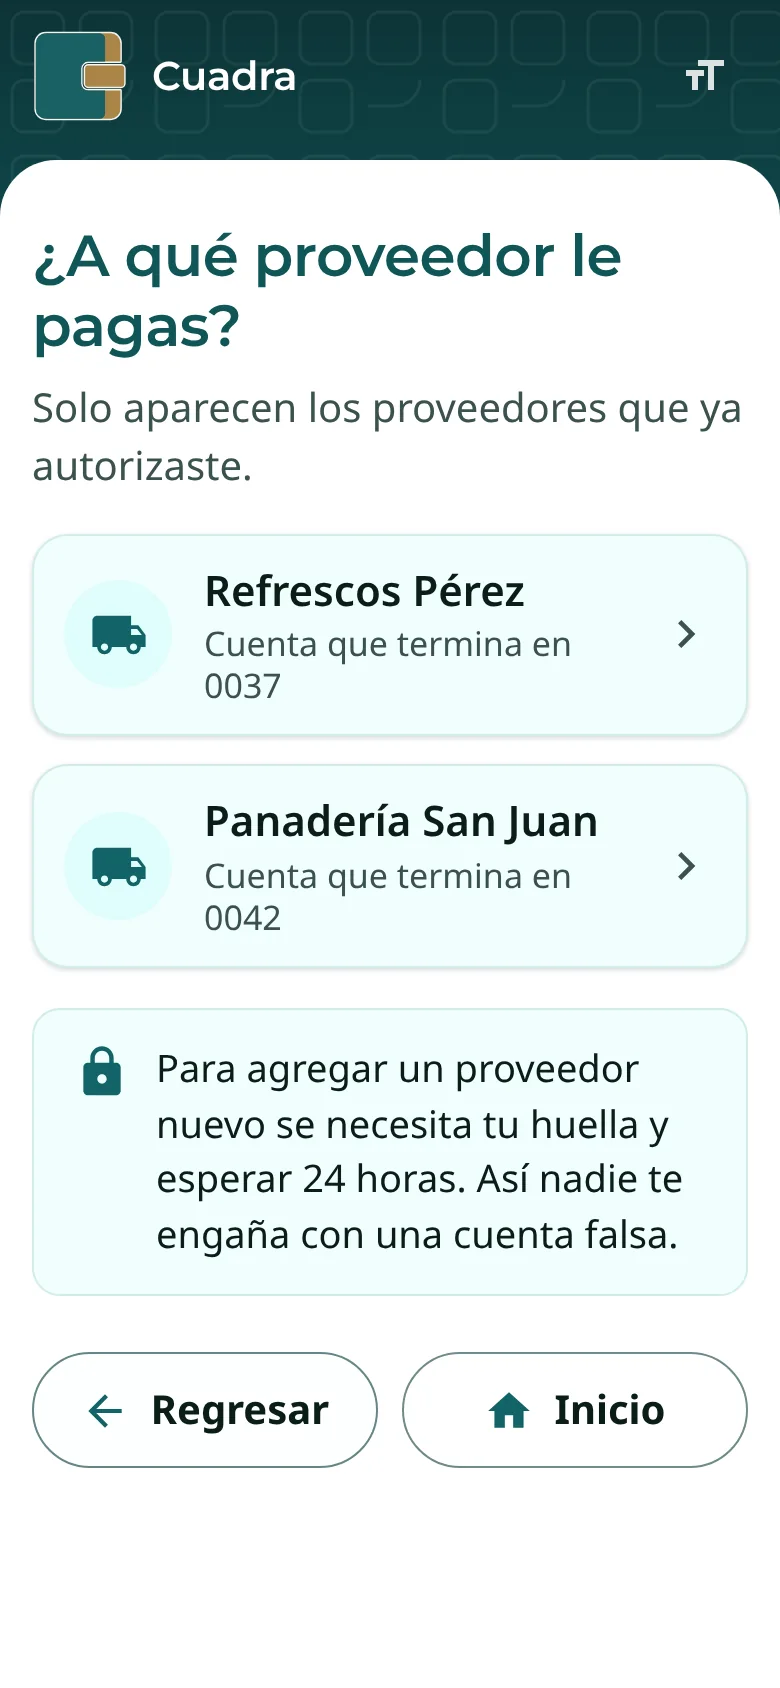 Cuadra
TT
¿A qué proveedor le
pagas?
Solo aparecen los proveedores que ya
autorizaste.
Refrescos Pérez
Cuenta que termina en
0037
Panadería San Juan
Cuenta que termina en
0042
Para agregar un proveedor
nuevo se necesita tu huella y
esperar 24 horas. Así nadie te
engaña con una cuenta falsa.
Regresar
Inicio